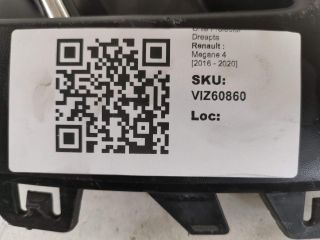 Dreapta
Renault :
Megane 4
[2016 - 2020]
SKU:
VIZ60860
Loc: